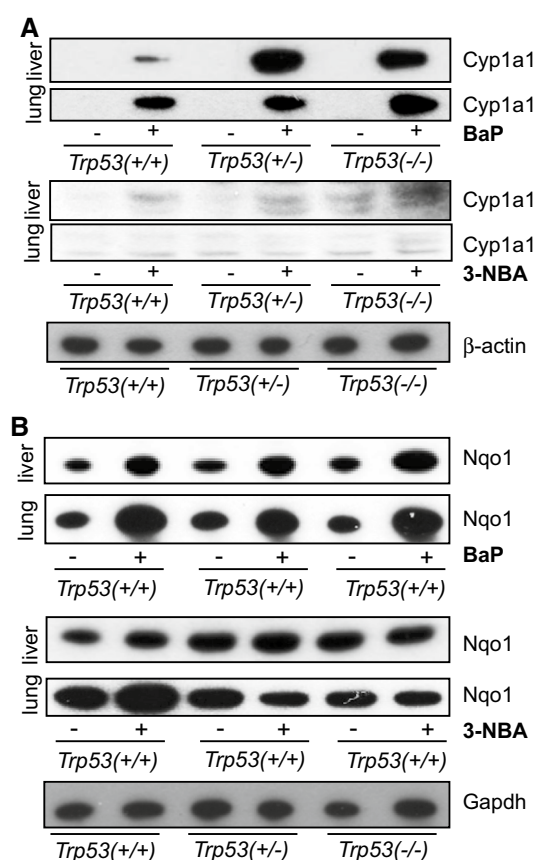 A
liver Cyp1a1
lung Cyp1a1
- + - + - + BaP
Trp53(+/+) Trp53(+/-) Trp53(-/-)
liver Cyp1a1
lung Cyp1a1
- + - + - + 3-NBA
Trp53(+/+) Trp53(+/-) Trp53(-/-)
β-actin
Trp53(+/+) Trp53(+/-) Trp53(-/-)
B
liver Nqo1
lung Nqo1
- + - + - + BaP
Trp53(+/+) Trp53(+/+) Trp53(+/+)
liver Nqo1
lung Nqo1
- + - + - + 3-NBA
Trp53(+/+) Trp53(+/+) Trp53(+/+)
Gapdh
Trp53(+/+) Trp53(+/-) Trp53(-/-)